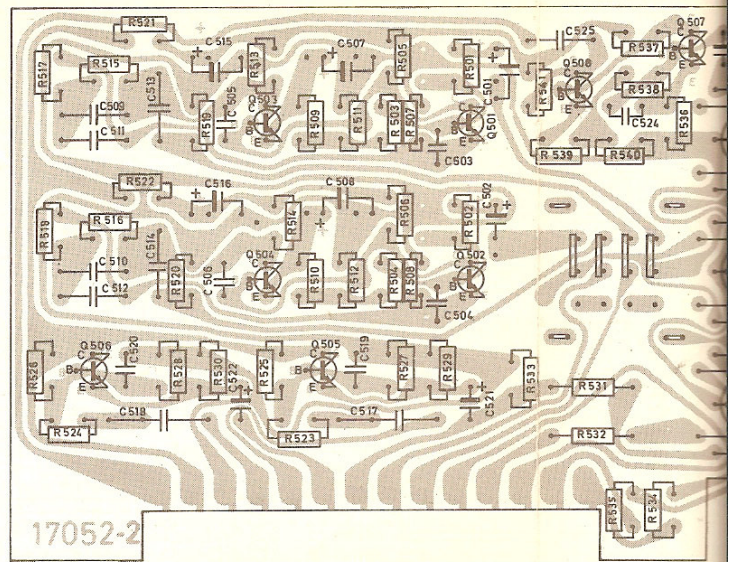 R521
C515
C507
C525
Q507
R517
R515
R513
R505
R501
C501
R541
Q508
R537
R538
C524
R536
C509
C511
C513
R519
C505
Q503
C
B
E
R509
R511
R503
R507
Q501
C
B
E
C503
R539
R540
C
B
E
C
B
E
R522
C516
C508
C502
R518
R516
R514
R506
R502
C510
C512
C514
R520
C506
Q504
C
B
E
R510
R512
R504
R508
Q502
C
B
E
C504
R526
Q506
C
B
E
C520
R528
R530
C522
R525
Q505
C
B
E
C519
R527
R529
C521
R533
R531
R524
C518
R523
C517
R532
R535
R534
17052-2